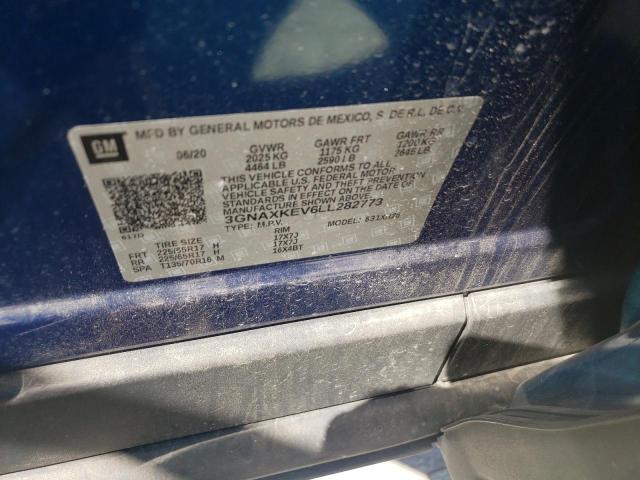 GM
MFD BY GENERAL MOTORS DE MEXICO, S DE R.L. DE C.V.
06/20 GVWR GAWR FRT GAWR RR
2025 KG 1175 KG 1200 KG
4464 LB 2590 LB 2645 LB
THIS VEHICLE CONFORMS TO ALL
APPLICABLE U.S. FEDERAL MOTOR
VEHICLE SAFETY AND THEFT PREVENTION
STANDARDS IN EFFECT ON THE DATE OF
MANUFACTURE SHOWN ABOVE.
3GNAXKEV6LL282773
TYPE: M.P.V. MODEL:
TIRE SIZE RIM
FRT 225/65R17 H 17X7J
RR 225/65R17 H 17X7J
SPA T135/70R16 M 16X4BT